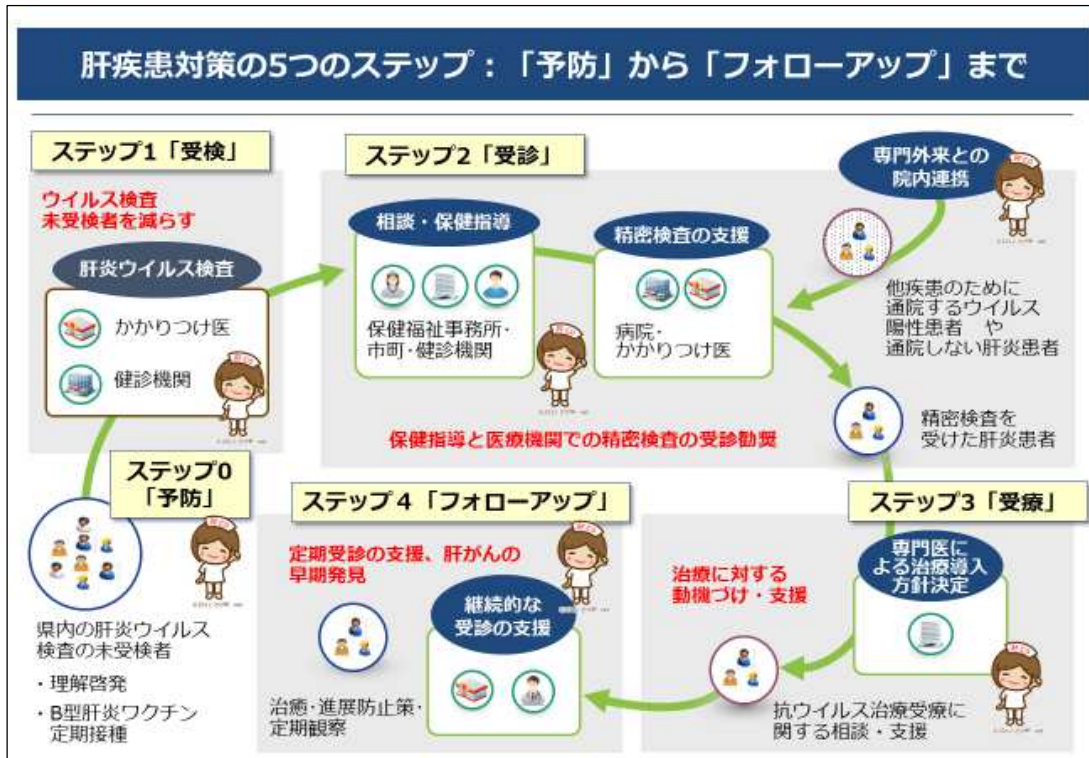 肝疾患対策の5つのステップ：「予防」から「フォローアップ」まで
ステップ1「受検」
ウイルス検査
未受検者を減らす
肝炎ウイルス検査
かかりつけ医
健診機関
ステップ0
「予防」
県内の肝炎ウイルス
検査の未受検者
・理解啓発
・B型肝炎ワクチン
定期接種
ステップ2「受診」
相談・保健指導
保健福祉事務所・
市町・健診機関
精密検査の支援
病院・
かかりつけ医
保健指導と医療機関での精密検査の受診勧奨
専門外来との
院内連携
他疾患のために
通院するウイルス
陽性患者　や
通院しない肝炎患者
精密検査を
受けた肝炎患者
ステップ3「受療」
専門医に
よる治療導入
方針決定
治療に対する
動機づけ・支援
抗ウイルス治療受療に
関する相談・支援
ステップ４「フォローアップ」
定期受診の支援、肝がんの
早期発見
継続的な
受診の支援
治癒・進展防止策・
定期観察